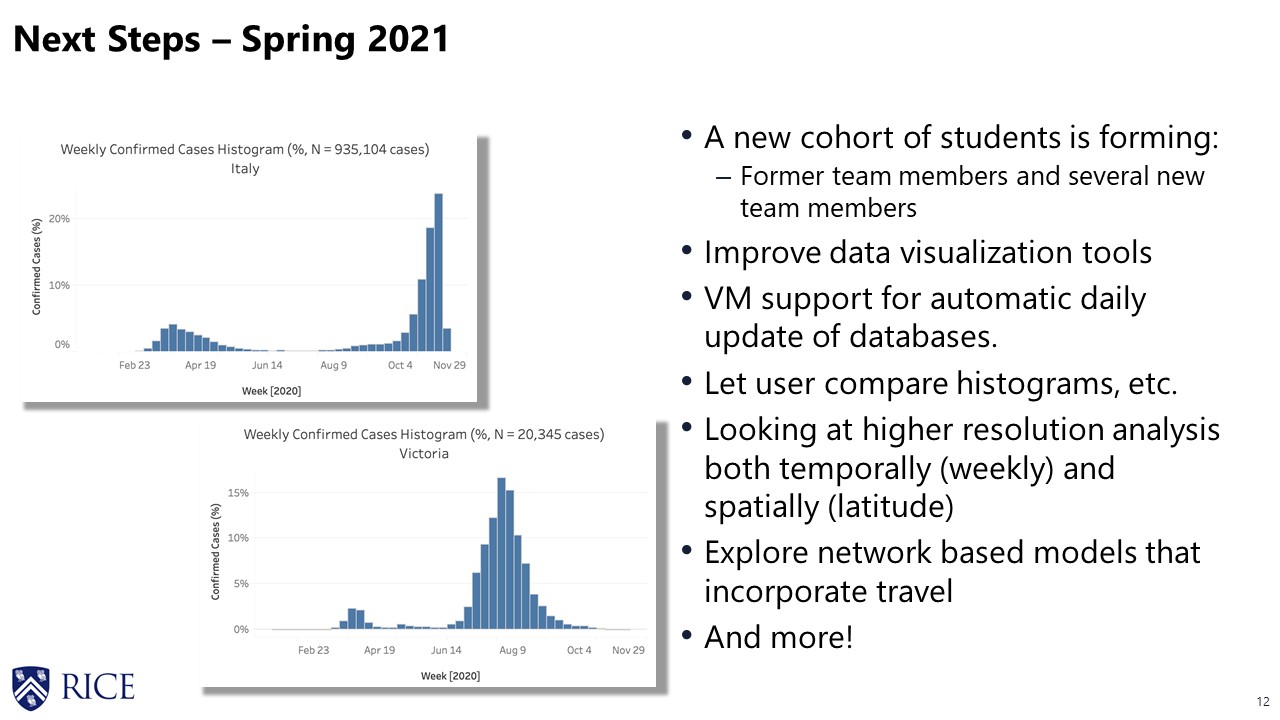 Next Steps – Spring 2021
Weekly Confirmed Cases Histogram (%, N = 935,104 cases)
Italy
Confirmed Cases (%)
20%
10%
0%
Feb 23 Apr 19 Jun 14 Aug 9 Oct 4 Nov 29
Week [2020]
Weekly Confirmed Cases Histogram (%, N = 20,345 cases)
Victoria
Confirmed Cases (%)
15%
10%
5%
0%
Feb 23 Apr 19 Jun 14 Aug 9 Oct 4 Nov 29
Week [2020]
• A new cohort of students is forming:
– Former team members and several new
team members
• Improve data visualization tools
• VM support for automatic daily
update of databases.
• Let user compare histograms, etc.
• Looking at higher resolution analysis
both temporally (weekly) and
spatially (latitude)
• Explore network based models that
incorporate travel
• And more!
RICE
12